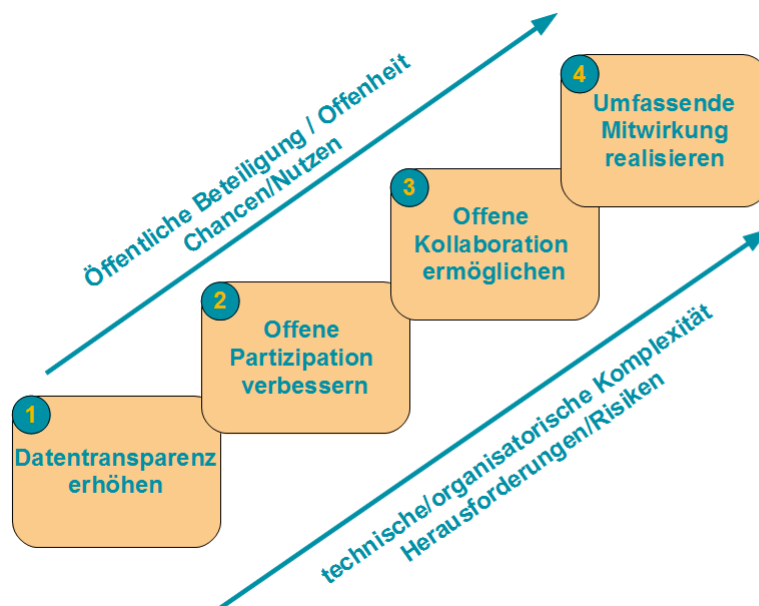 Öffentliche Beteiligung / Offenheit
Chancen/Nutzen
4
Umfassende
Mitwirkung
realisieren
3
Offene
Kollaboration
ermöglichen
2
Offene
Partizipation
verbessern
1
Datentransparenz
erhöhen
technische/organisatorische Komplexität
Herausforderungen/Risiken